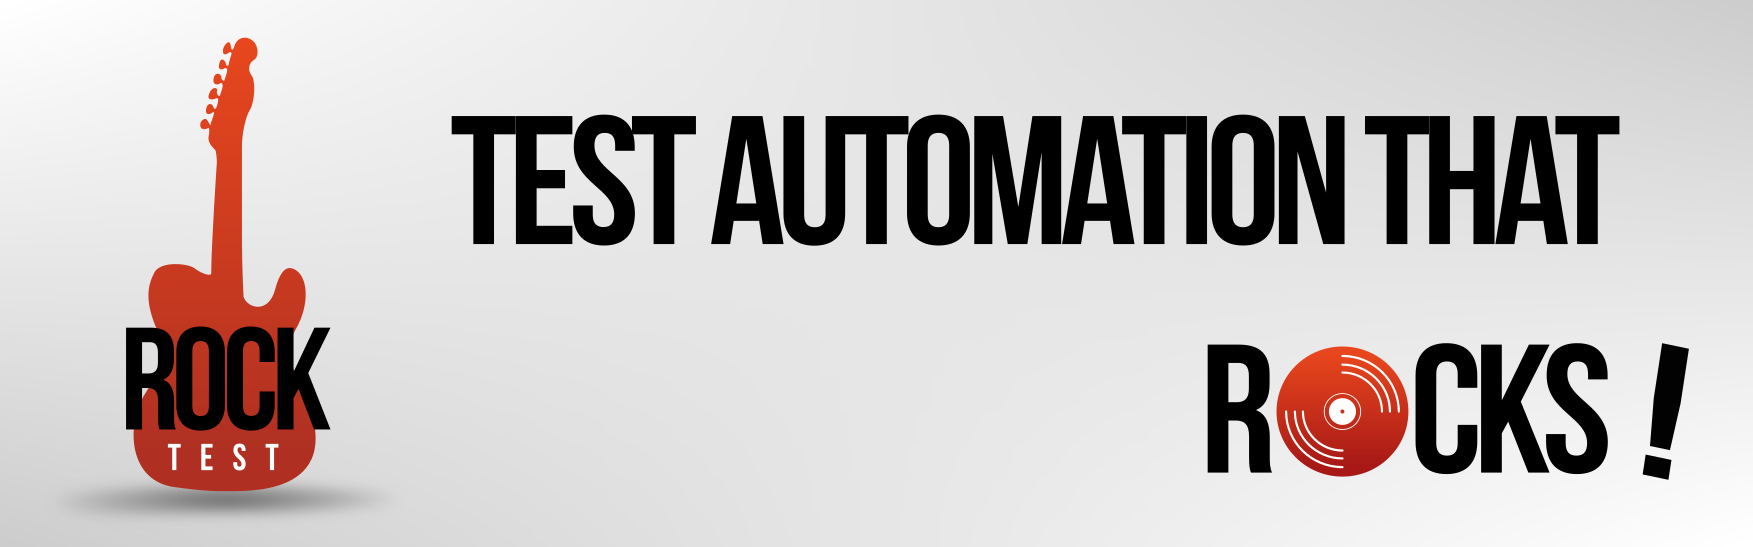 ROCK
TEST
TEST AUTOMATION THAT
ROCKS !